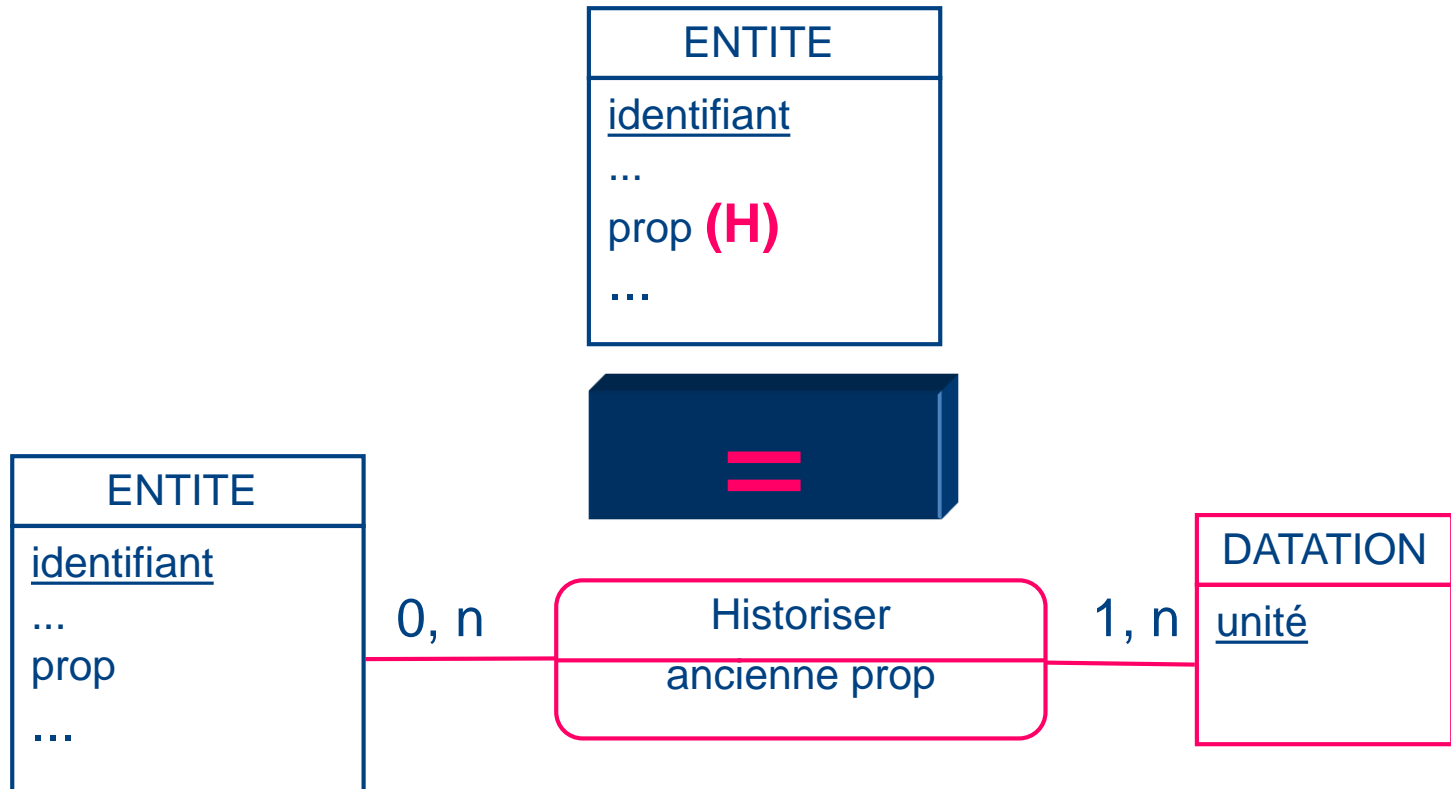 ENTITE
identifiant
...
prop (H)
...
=
ENTITE
identifiant
...
prop
...
0, n
Historiser
ancienne prop
1, n
DATATION
unité